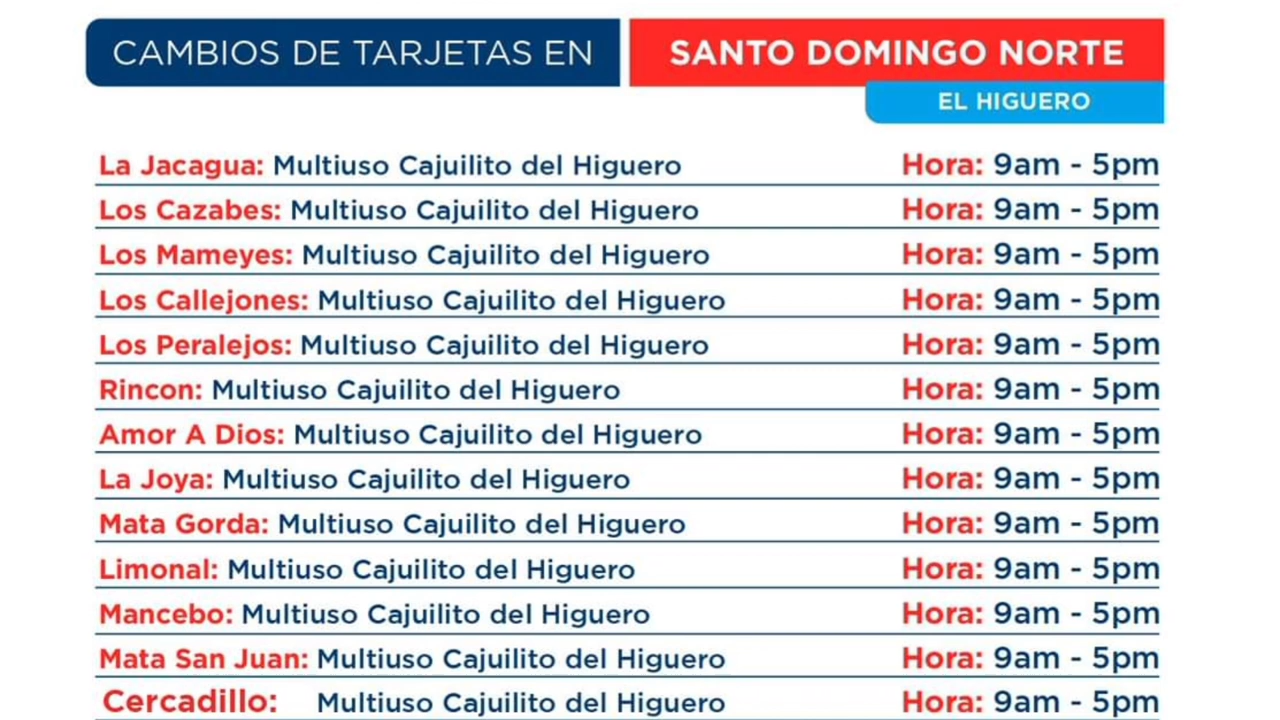 CAMBIOS DE TARJETAS EN SANTO DOMINGO NORTE
EL HIGUERO
La Jacagua: Multiuso Cajuilito del Higuero Hora: 9am - 5pm
Los Cazabes: Multiuso Cajuilito del Higuero Hora: 9am - 5pm
Los Mameyes: Multiuso Cajuilito del Higuero Hora: 9am - 5pm
Los Callejones: Multiuso Cajuilito del Higuero Hora: 9am - 5pm
Los Peralejos: Multiuso Cajuilito del Higuero Hora: 9am - 5pm
Rincon: Multiuso Cajuilito del Higuero Hora: 9am - 5pm
Amor A Dios: Multiuso Cajuilito del Higuero Hora: 9am - 5pm
La Joya: Multiuso Cajuilito del Higuero Hora: 9am - 5pm
Mata Gorda: Multiuso Cajuilito del Higuero Hora: 9am - 5pm
Limonal: Multiuso Cajuilito del Higuero Hora: 9am - 5pm
Mancebo: Multiuso Cajuilito del Higuero Hora: 9am - 5pm
Mata San Juan: Multiuso Cajuilito del Higuero Hora: 9am - 5pm
Cercadillo: Multiuso Cajuilito del Higuero Hora: 9am - 5pm